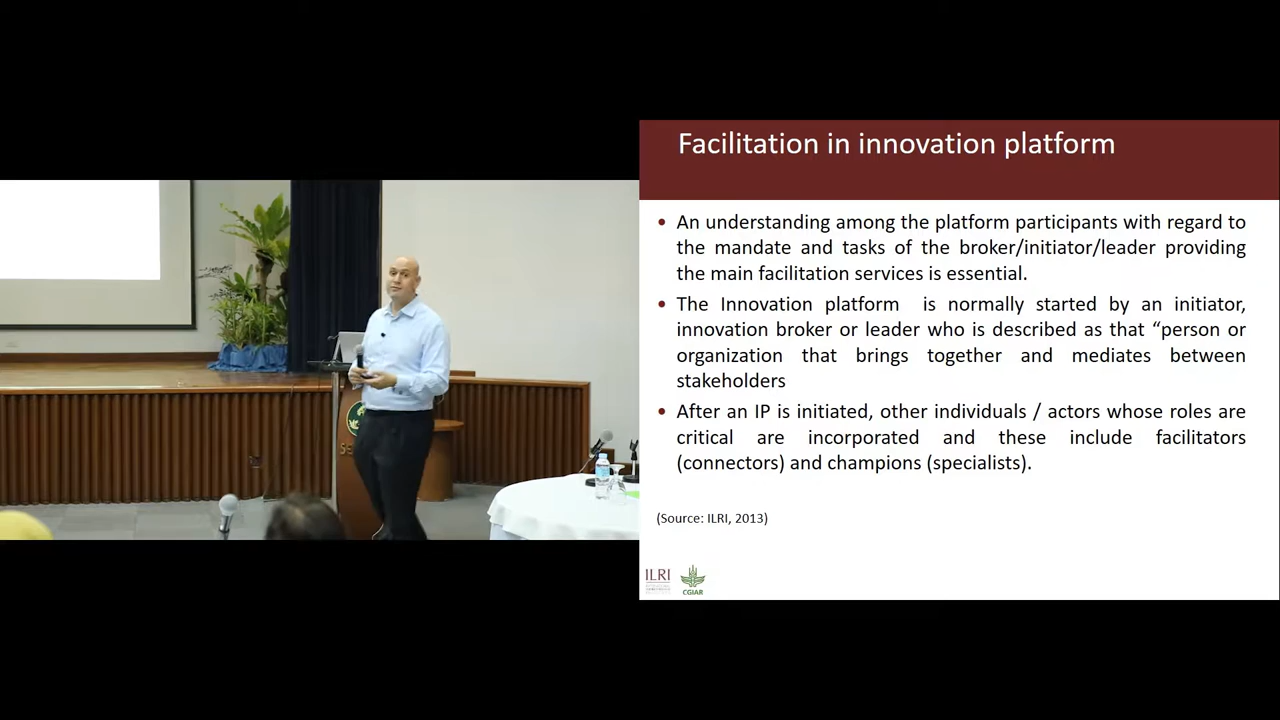 Facilitation in innovation platform
• An understanding among the platform participants with regard to
the mandate and tasks of the broker/initiator/leader providing
the main facilitation services is essential.
• The Innovation platform is normally started by an initiator,
innovation broker or leader who is described as that “person or
organization that brings together and mediates between
stakeholders
• After an IP is initiated, other individuals / actors whose roles are
critical are incorporated and these include facilitators
(connectors) and champions (specialists).
(Source: ILRI, 2013)
ILRI
CGIAR